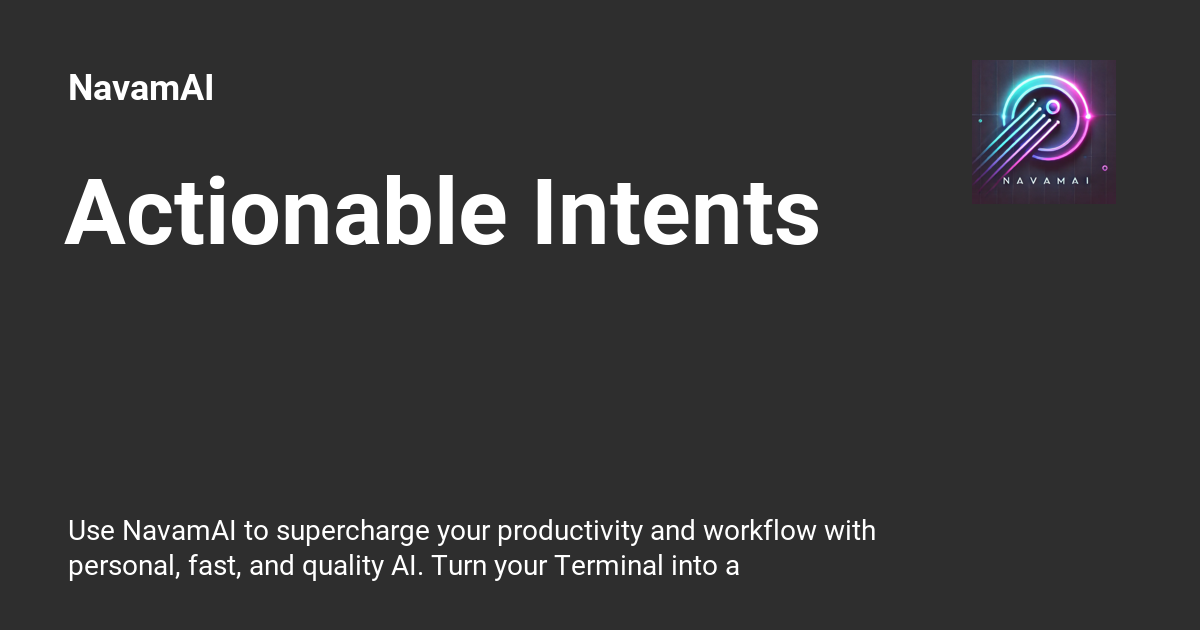 NavamAI
NAVAMAI
Actionable Intents
Use NavamAI to supercharge your productivity and workflow with
personal, fast, and quality AI. Turn your Terminal into a